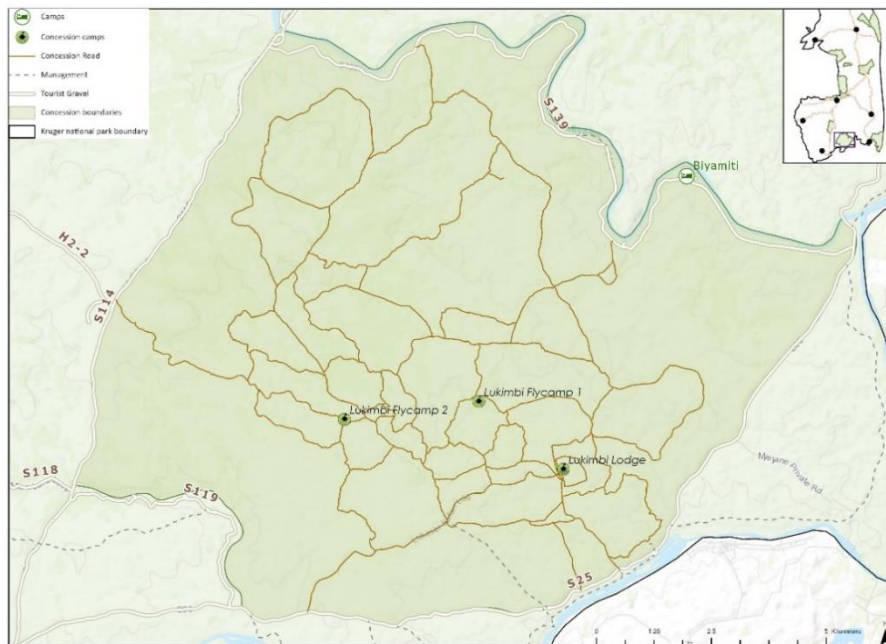 Camps
Concession camps
Concession Road
Management
Tourist Gravel
Concession boundaries
Kruger national park boundary
S139
Biyamiti
H2-2
S114
Lukimbi Flycamp 1
Lukimbi Flycamp 2
Lukimbi Lodge
Private Rd
S118
S119
S25
0
1.25
2.5
5 Kilometers